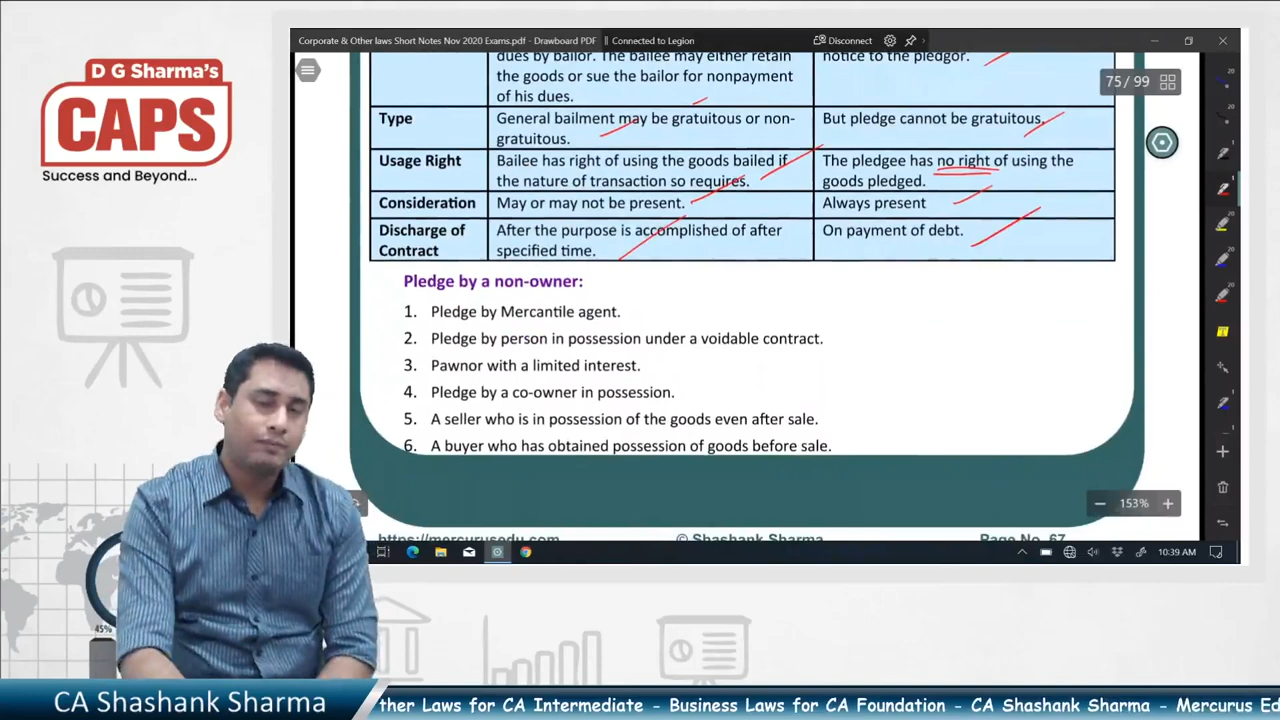 D G Sharma's
CAPS
Success and Beyond...
Corporate & Other laws Short Notes Nov 2020 Exams.pdf - Drawboard PDF
Connected to Legion
Disconnect
75/99
dues by bailor. The bailee may either retain
the goods or sue the bailor for nonpayment
of his dues.
notice to the pledgor.
Type
General bailment may be gratuitous or non-
gratuitous.
But pledge cannot be gratuitous.
Usage Right
Bailee has right of using the goods bailed if
the nature of transaction so requires.
The pledgee has no right of using the
goods pledged.
Consideration
May or may not be present.
Always present
Discharge of
Contract
After the purpose is accomplished of after
specified time.
On payment of debt.
Pledge by a non-owner:
1. Pledge by Mercantile agent.
2. Pledge by person in possession under a voidable contract.
3. Pawnor with a limited interest.
4. Pledge by a co-owner in possession.
5. A seller who is in possession of the goods even after sale.
6. A buyer who has obtained possession of goods before sale.
153%
https://mercurusedu.com
© Shashank Sharma
Page No. 67
10:39 AM
45%
CA Shashank Sharma
ther Laws for CA Intermediate - Business Laws for CA Foundation - CA Shashank Sharma - Mercurus Ed